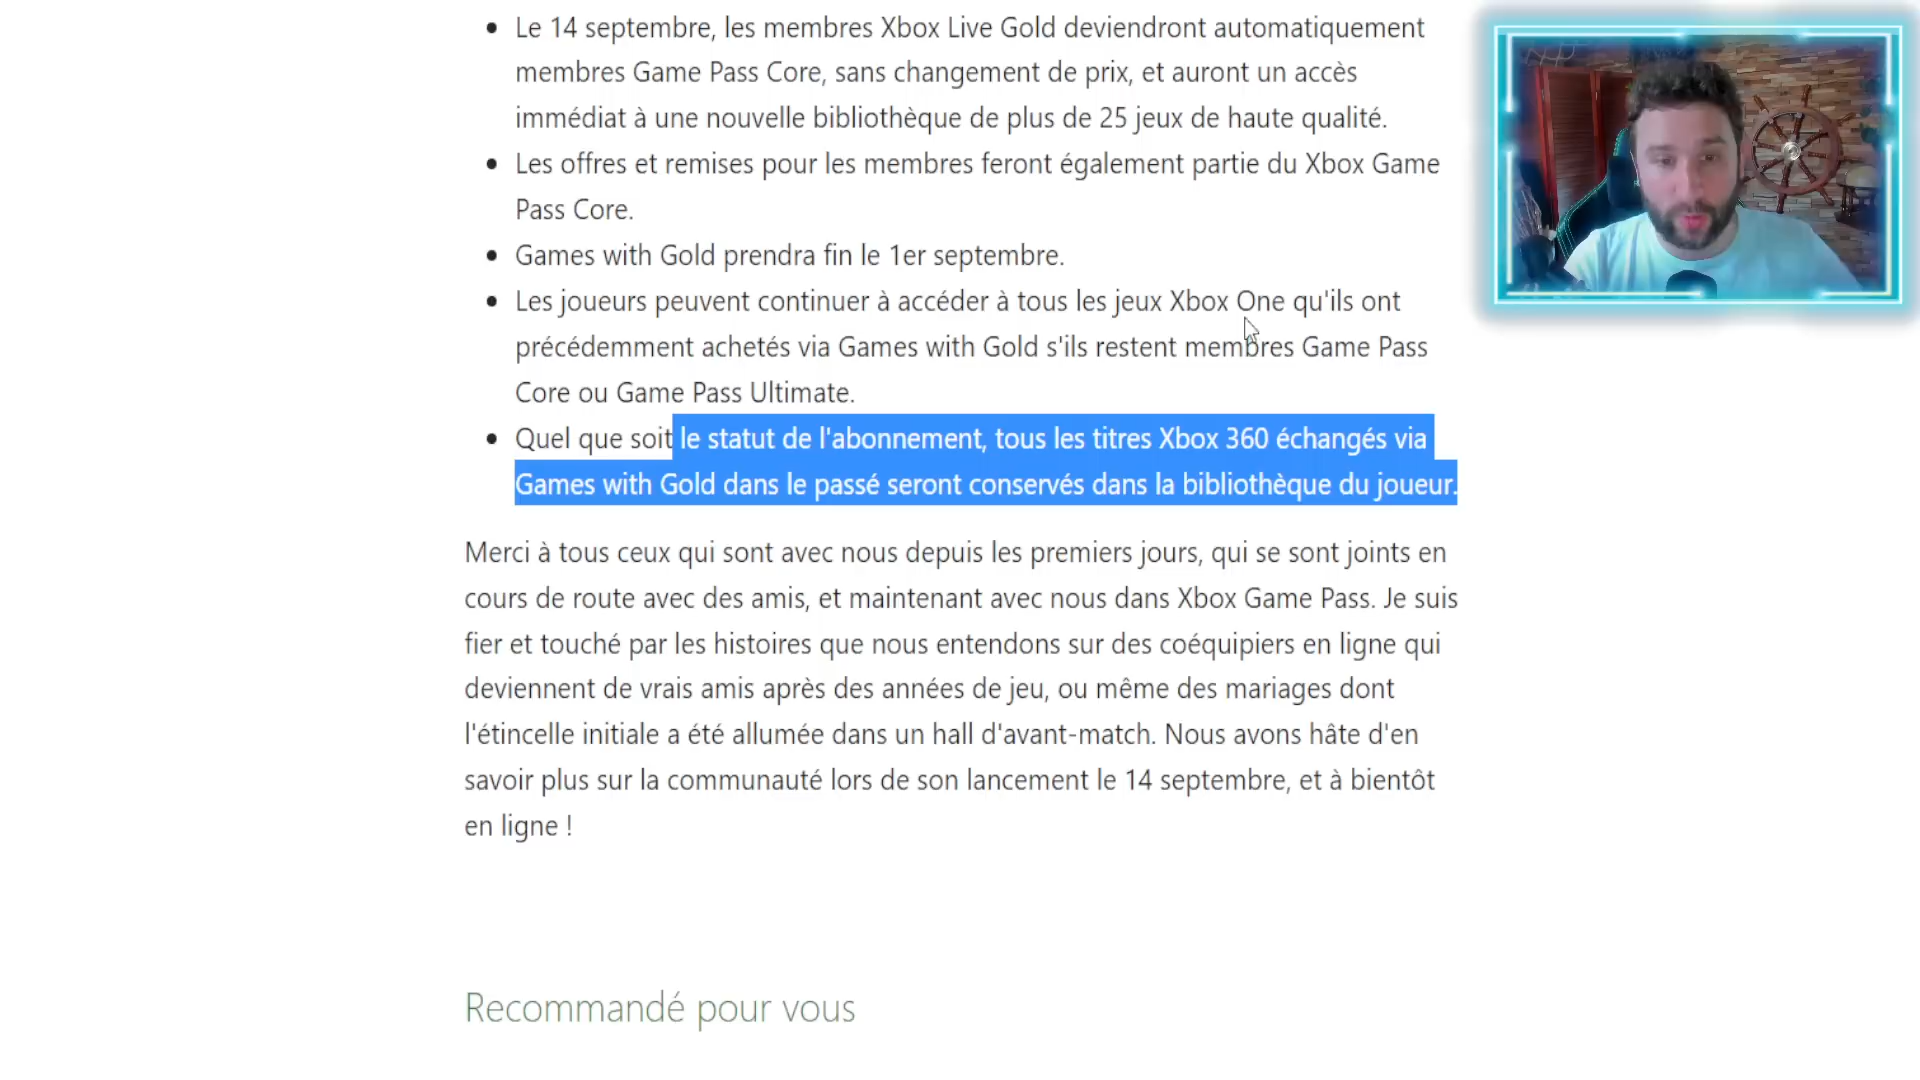 Le 14 septembre, les membres Xbox Live Gold deviendront automatiquement
membres Game Pass Core, sans changement de prix, et auront un accès
immédiat à une nouvelle bibliothèque de plus de 25 jeux de haute qualité.
Les offres et remises pour les membres feront également partie du Xbox Game
Pass Core.
Games with Gold prendra fin le 1er septembre.
Les joueurs peuvent continuer à accéder à tous les jeux Xbox One qu'ils ont
précédemment achetés via Games with Gold s'ils restent membres Game Pass
Core ou Game Pass Ultimate.
Quel que soit le statut de l'abonnement, tous les titres Xbox 360 échangés via
Games with Gold dans le passé seront conservés dans la bibliothèque du joueur.
Merci à tous ceux qui sont avec nous depuis les premiers jours, qui se sont joints en
cours de route avec des amis, et maintenant avec nous dans Xbox Game Pass. Je suis
fier et touché par les histoires que nous entendons sur des coéquipiers en ligne qui
deviennent de vrais amis après des années de jeu, ou même des mariages dont
l'étincelle initiale a été allumée dans un hall d'avant-match. Nous avons hâte d'en
savoir plus sur la communauté lors de son lancement le 14 septembre, et à bientôt
en ligne !
Recommandé pour vous